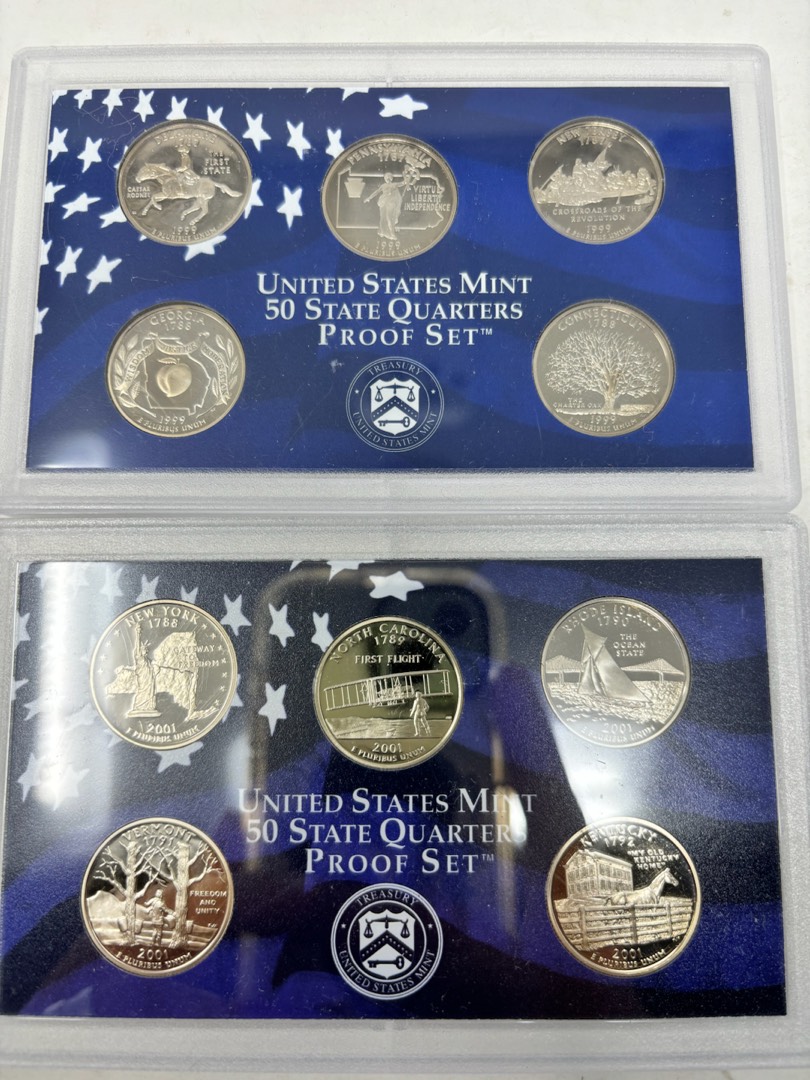 DELAWARE
THE
FIRST
STATE
CAESAR
RODNEY
1999
E PLURIBUS UNUM
PENNSYLVANIA
1787
VIRTUE
LIBERTY
INDEPENDENCE
1999
E PLURIBUS UNUM
NEW JERSEY
1787
CROSSROADS OF THE
REVOLUTION
1999
E PLURIBUS UNUM
UNITED STATES MINT
50 STATE QUARTERS
PROOF SET™
GEORGIA
1788
1999
E PLURIBUS UNUM
TREASURY
UNITED STATES MINT
CONNECTICUT
1788
THE
CHARTER OAK
1999
E PLURIBUS UNUM
NEW YORK
1788
GATEWAY
TO
FREEDOM
2001
E PLURIBUS UNUM
NORTH CAROLINA
1789
FIRST FLIGHT
2001
E PLURIBUS UNUM
RHODE ISLAND
1790
THE
OCEAN
STATE
2001
E PLURIBUS UNUM
UNITED STATES MINT
50 STATE QUARTERS
PROOF SET™
VERMONT
1791
FREEDOM
AND
UNITY
2001
E PLURIBUS UNUM
TREASURY
UNITED STATES MINT
KENTUCKY
1792
"MY OLD
KENTUCKY
HOME"
2001
E PLURIBUS UNUM